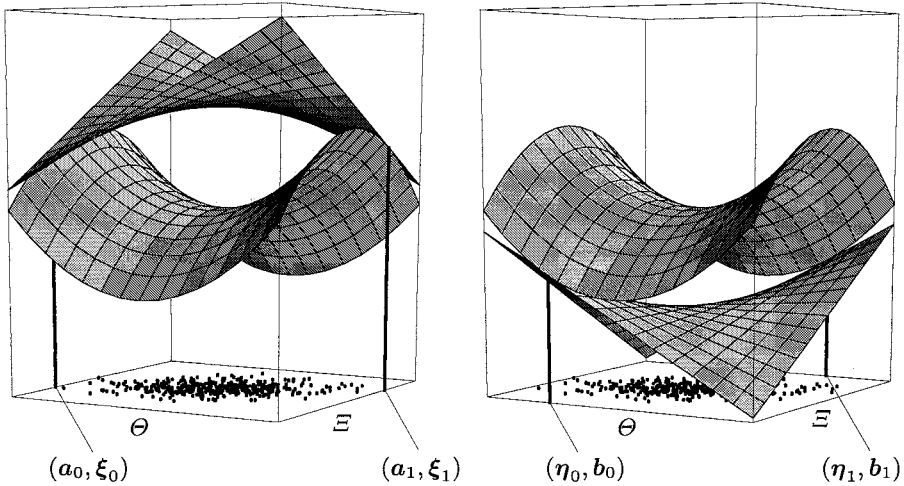 Θ Ξ Θ Ξ
(a₀, ξ₀) (a₁, ξ₁) (η₀, b₀) (η₁, b₁)